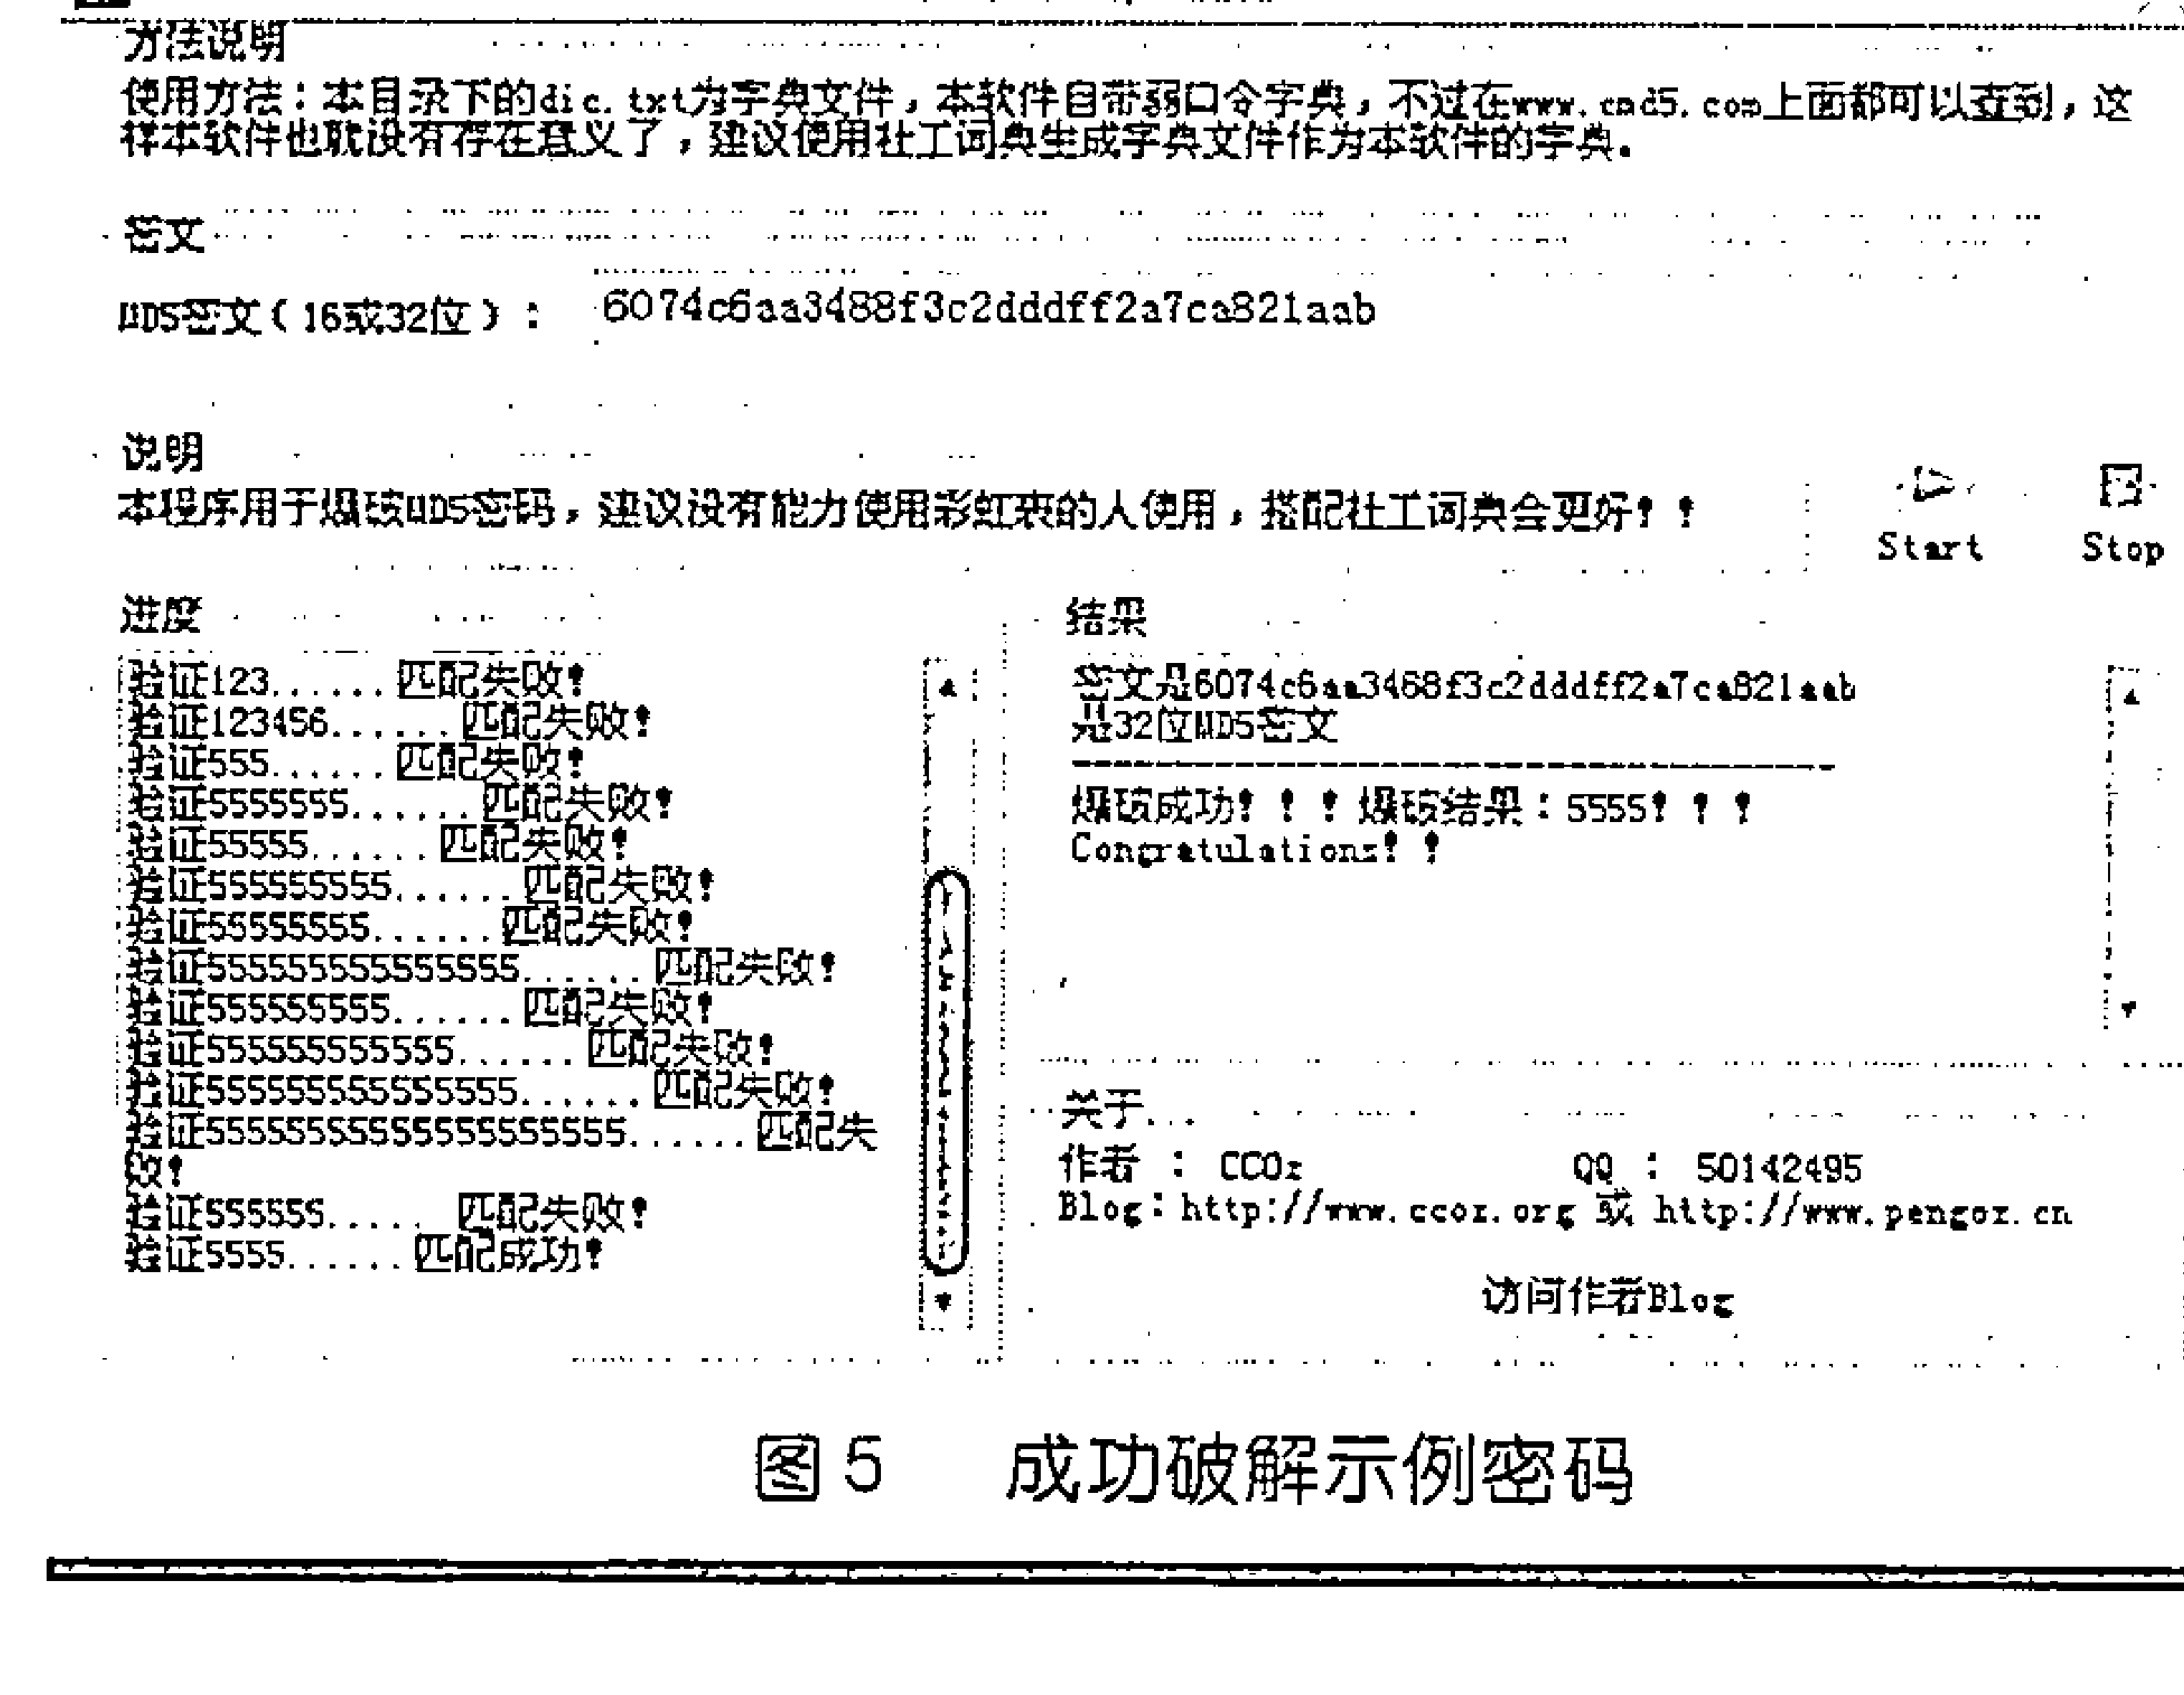 方法说明
使用方法：本目录下的dic.txt为字典文件，本软件自带弱口令字典，不过在www.cmd5.com上面都可以查到，这
样本软件也就没有存在意义了，建议使用社工词典生成字典文件作为本软件的字典.
密文
MD5密文(16或32位)： 6074c6aa3488f3c2dddff2a7ca821aab
说明
本程序用于爆破MD5密码，建议没有能力使用彩虹表的人使用，搭配社工词典会更好！！
Start Stop
进度
验证123......匹配失败！
验证123456......匹配失败！
验证555......匹配失败！
验证5555555......匹配失败！
验证55555......匹配失败！
验证555555555......匹配失败！
验证55555555......匹配失败！
验证555555555555555......匹配失败！
验证555555555......匹配失败！
验证555555555555......匹配失败！
验证555555555555555......匹配失败！
验证55555555555555555555......匹配失
败！
验证555555......匹配失败！
验证5555......匹配成功！
结果
密文是6074c6aa3488f3c2dddff2a7ca821aab
是32位MD5密文
爆破成功！！！爆破结果：5555！！！
Congratulations！！
关于...
作者 ： CCOz QQ ： 50142495
Blog：http://www.ccoz.org 或 http://www.pengoz.cn
访问作者Blog
图5 成功破解示例密码